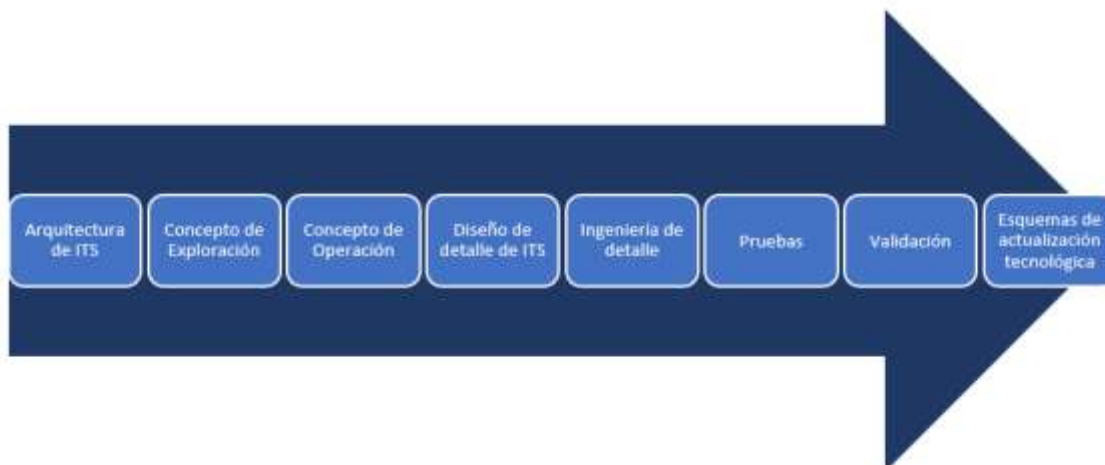 Arquitectura
de ITS
Concepto de
Exploración
Concepto de
Operación
Diseño de
detalle de ITS
Ingeniería de
detalle
Pruebas
Validación
Esquemas de
actualización
tecnológica